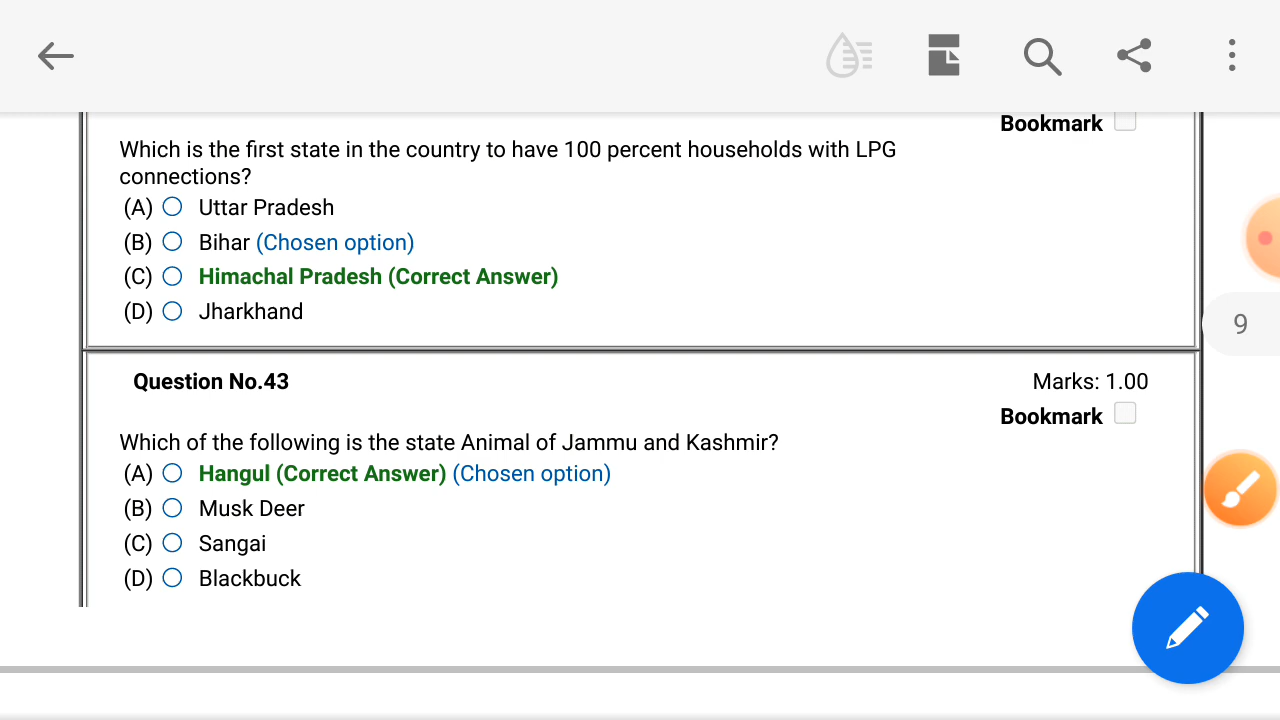 Bookmark
Which is the first state in the country to have 100 percent households with LPG
connections?
(A) Uttar Pradesh
(B) Bihar (Chosen option)
(C) Himachal Pradesh (Correct Answer)
(D) Jharkhand
9
Question No.43 Marks: 1.00
Bookmark
Which of the following is the state Animal of Jammu and Kashmir?
(A) Hangul (Correct Answer) (Chosen option)
(B) Musk Deer
(C) Sangai
(D) Blackbuck